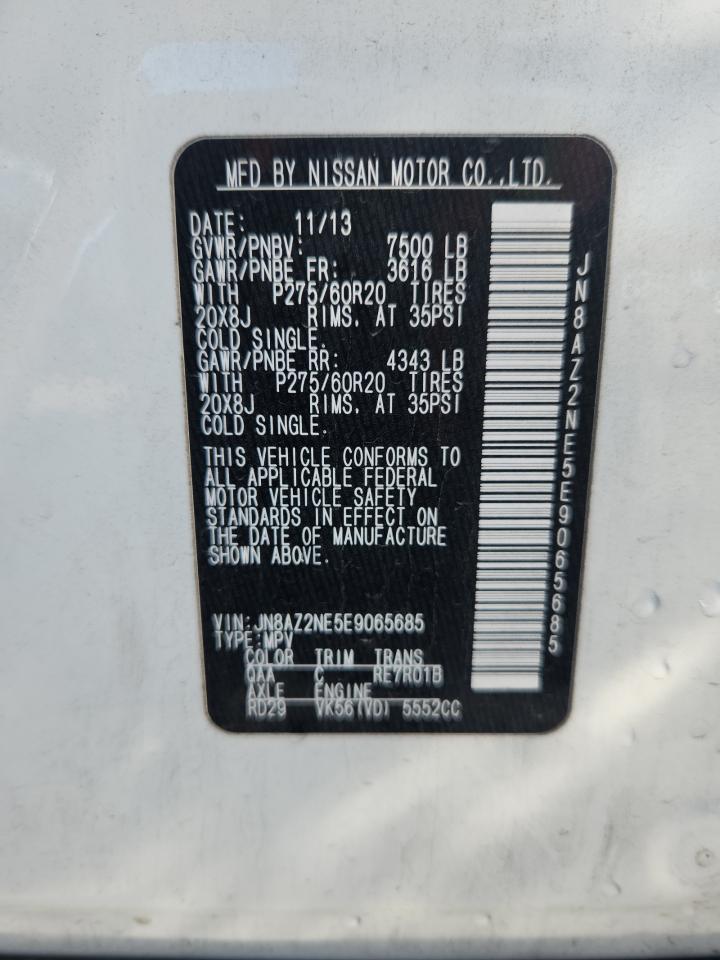 MFD BY NISSAN MOTOR CO.,LTD.
DATE: 11/13
GVWR/PNBV: 7500 LB
GAWR/PNBE FR: 3616 LB
WITH P275/60R20 TIRES
20X8J RIMS, AT 35PSI
COLD SINGLE.
GAWR/PNBE RR: 4343 LB
WITH P275/60R20 TIRES
20X8J RIMS, AT 35PSI
COLD SINGLE.
THIS VEHICLE CONFORMS TO
ALL APPLICABLE FEDERAL
MOTOR VEHICLE SAFETY
STANDARDS IN EFFECT ON
THE DATE OF MANUFACTURE
SHOWN ABOVE.
VIN:JN8AZ2NE5E9065685
TYPE:MPV
COLOR TRIM TRANS
QAA C RE7R01B
AXLE ENGINE
RD29 VK56(VD) 5552CC
JN8AZ2NE5E9065685